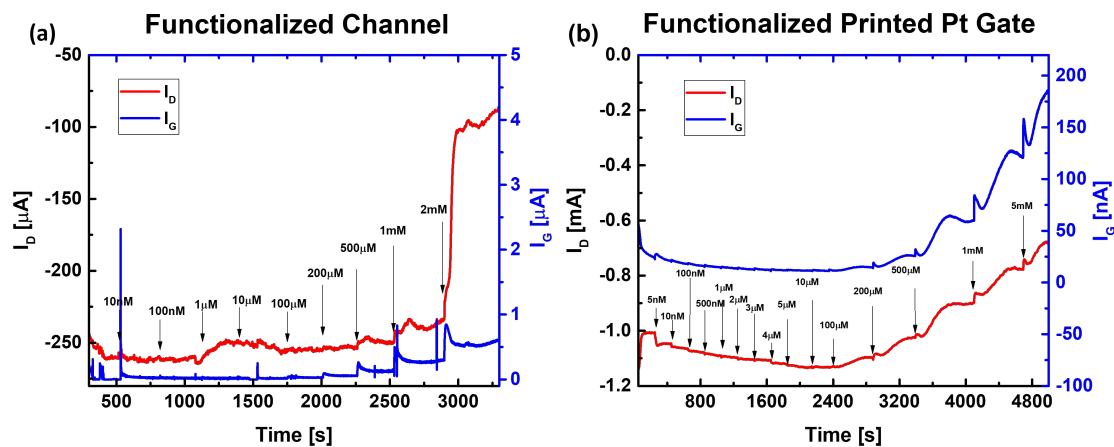 (a)
Functionalized Channel
I_D
I_G
-50
-100
-150
-200
-250
I_D [μA]
5
4
3
2
1
0
I_G [μA]
10nM
100nM
1μM
10μM
100μM
200μM
500μM
1mM
2mM
500
1000
1500
2000
2500
3000
Time [s]
(b)
Functionalized Printed Pt Gate
I_D
I_G
0.0
-0.2
-0.4
-0.6
-0.8
-1.0
-1.2
I_D [mA]
200
150
100
50
0
-50
-100
I_G [nA]
5nM
10nM
100nM
500nM
1μM
2μM
3μM
4μM
5μM
10μM
100μM
200μM
500μM
1mM
5mM
0
800
1600
2400
3200
4000
4800
Time [s]